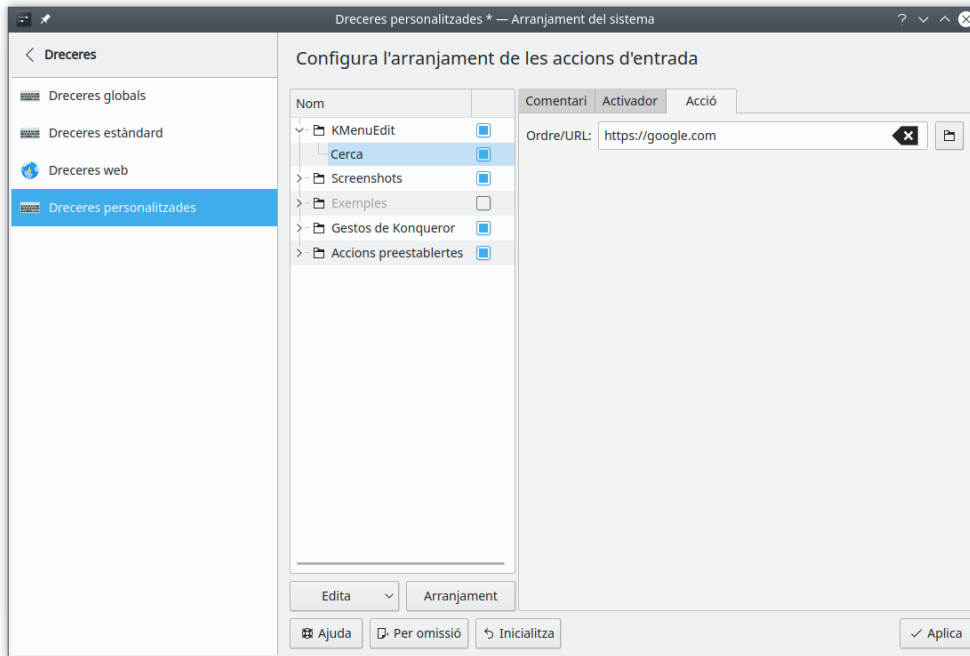 Dreceres personalitzades * — Arranjament del sistema
Dreceres
Configura l'arranjament de les accions d'entrada
Dreceres globals
Dreceres estàndard
Dreceres web
Dreceres personalitzades
Nom
KMenuEdit
Cerca
Screenshots
Exemples
Gestos de Konqueror
Accions preestablertes
Comentari Activador Acció
Ordre/URL: https://google.com
Edita Arranjament
Ajuda Per omissió Inicialitza Aplica